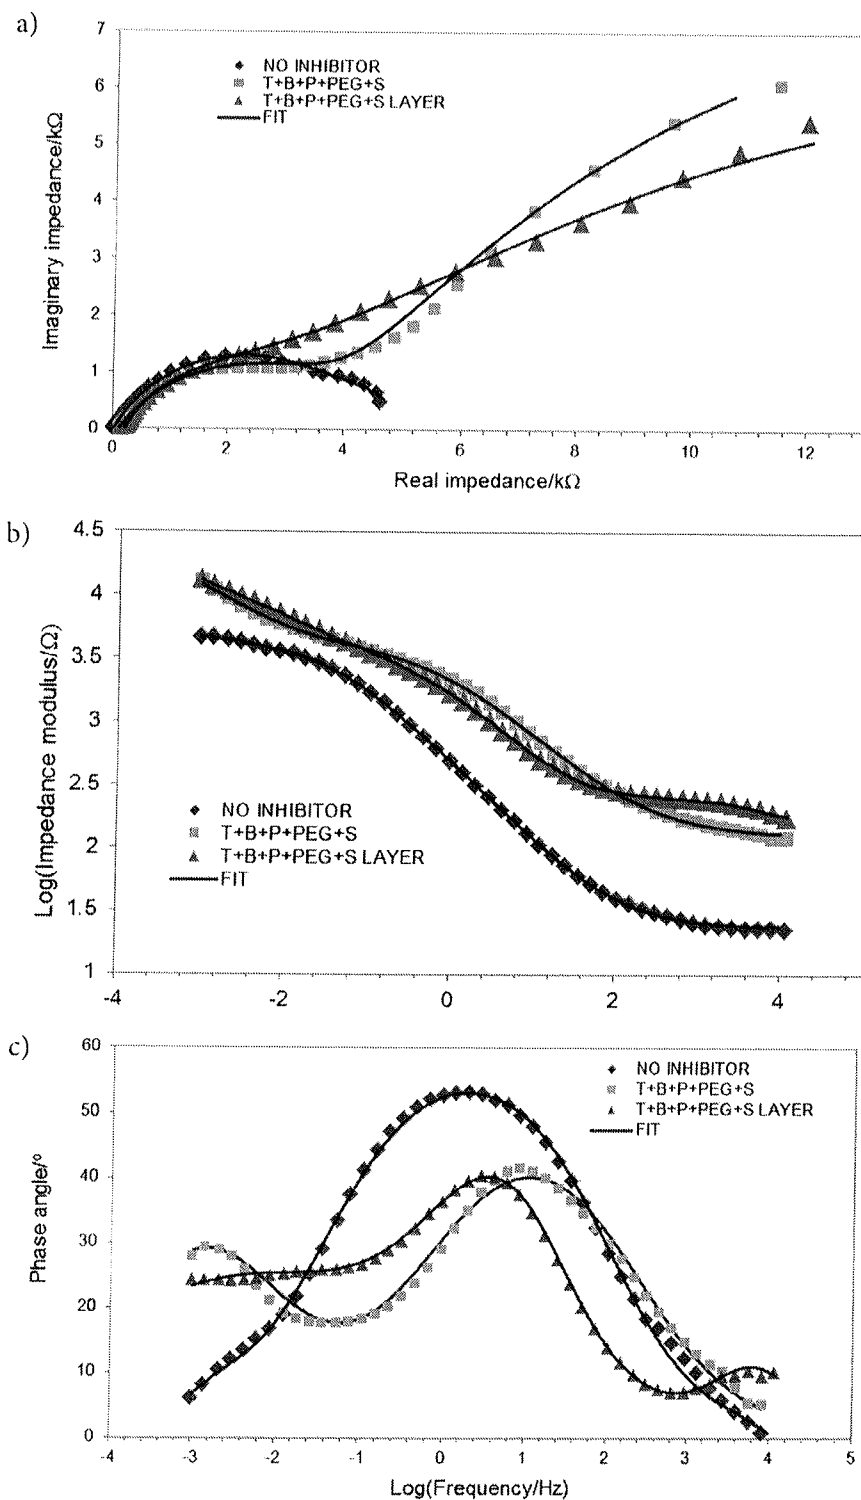 a)
7
6
5
4
3
2
1
0
Imaginary impedance/kΩ
NO INHIBITOR
T+B+P+PEG+S
T+B+P+PEG+S LAYER
FIT
0 2 4 6 8 10 12
Real impedance/kΩ
b)
4.5
4
3.5
3
2.5
2
1.5
1
Log(Impedance modulus/Ω)
NO INHIBITOR
T+B+P+PEG+S
T+B+P+PEG+S LAYER
FIT
-4 -2 0 2 4
c)
60
50
40
30
20
10
0
Phase angle/º
NO INHIBITOR
T+B+P+PEG+S
T+B+P+PEG+S LAYER
FIT
-4 -3 -2 -1 0 1 2 3 4 5
Log(Frequency/Hz)